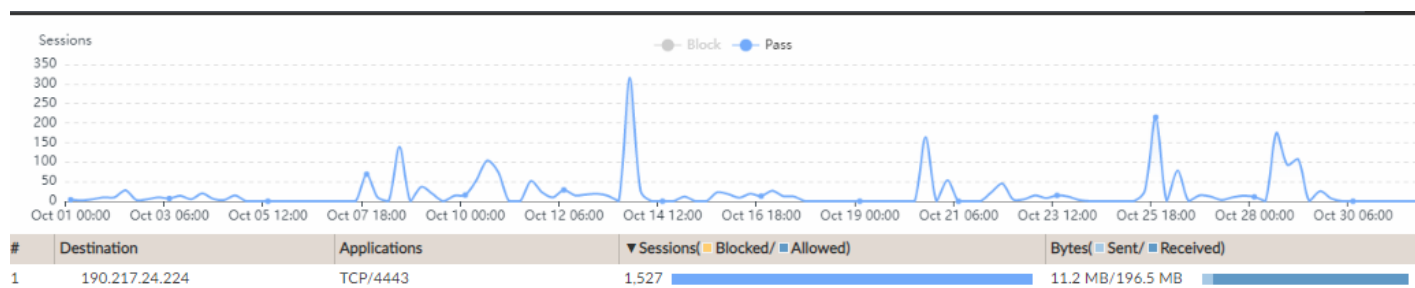 Sessions
Block Pass
350
300
250
200
150
100
50
0
Oct 01 00:00 Oct 03 06:00 Oct 05 12:00 Oct 07 18:00 Oct 10 00:00 Oct 12 06:00 Oct 14 12:00 Oct 16 18:00 Oct 19 00:00 Oct 21 06:00 Oct 23 12:00 Oct 25 18:00 Oct 28 00:00 Oct 30 06:00
# Destination Applications ▼Sessions( Blocked/ Allowed) Bytes( Sent/ Received)
1 190.217.24.224 TCP/4443 1,527 11.2 MB/196.5 MB